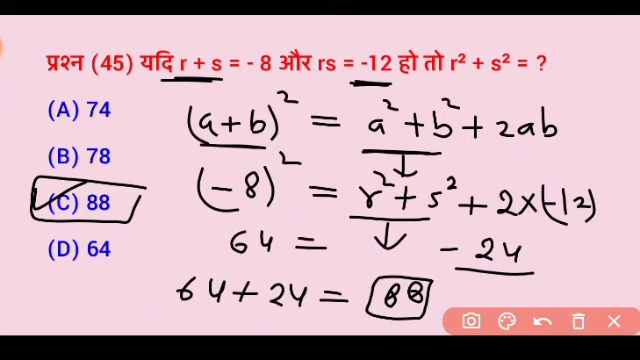 प्रश्न (45) यदि r + s = - 8 और rs = -12 हो तो r² + s² = ?
(A) 74
(B) 78
(C) 88
(D) 64
(a+b)² = a² + b² + 2ab
(-8)² = r² + s² + 2×(-12)
64 = - 24
64 + 24 = 88